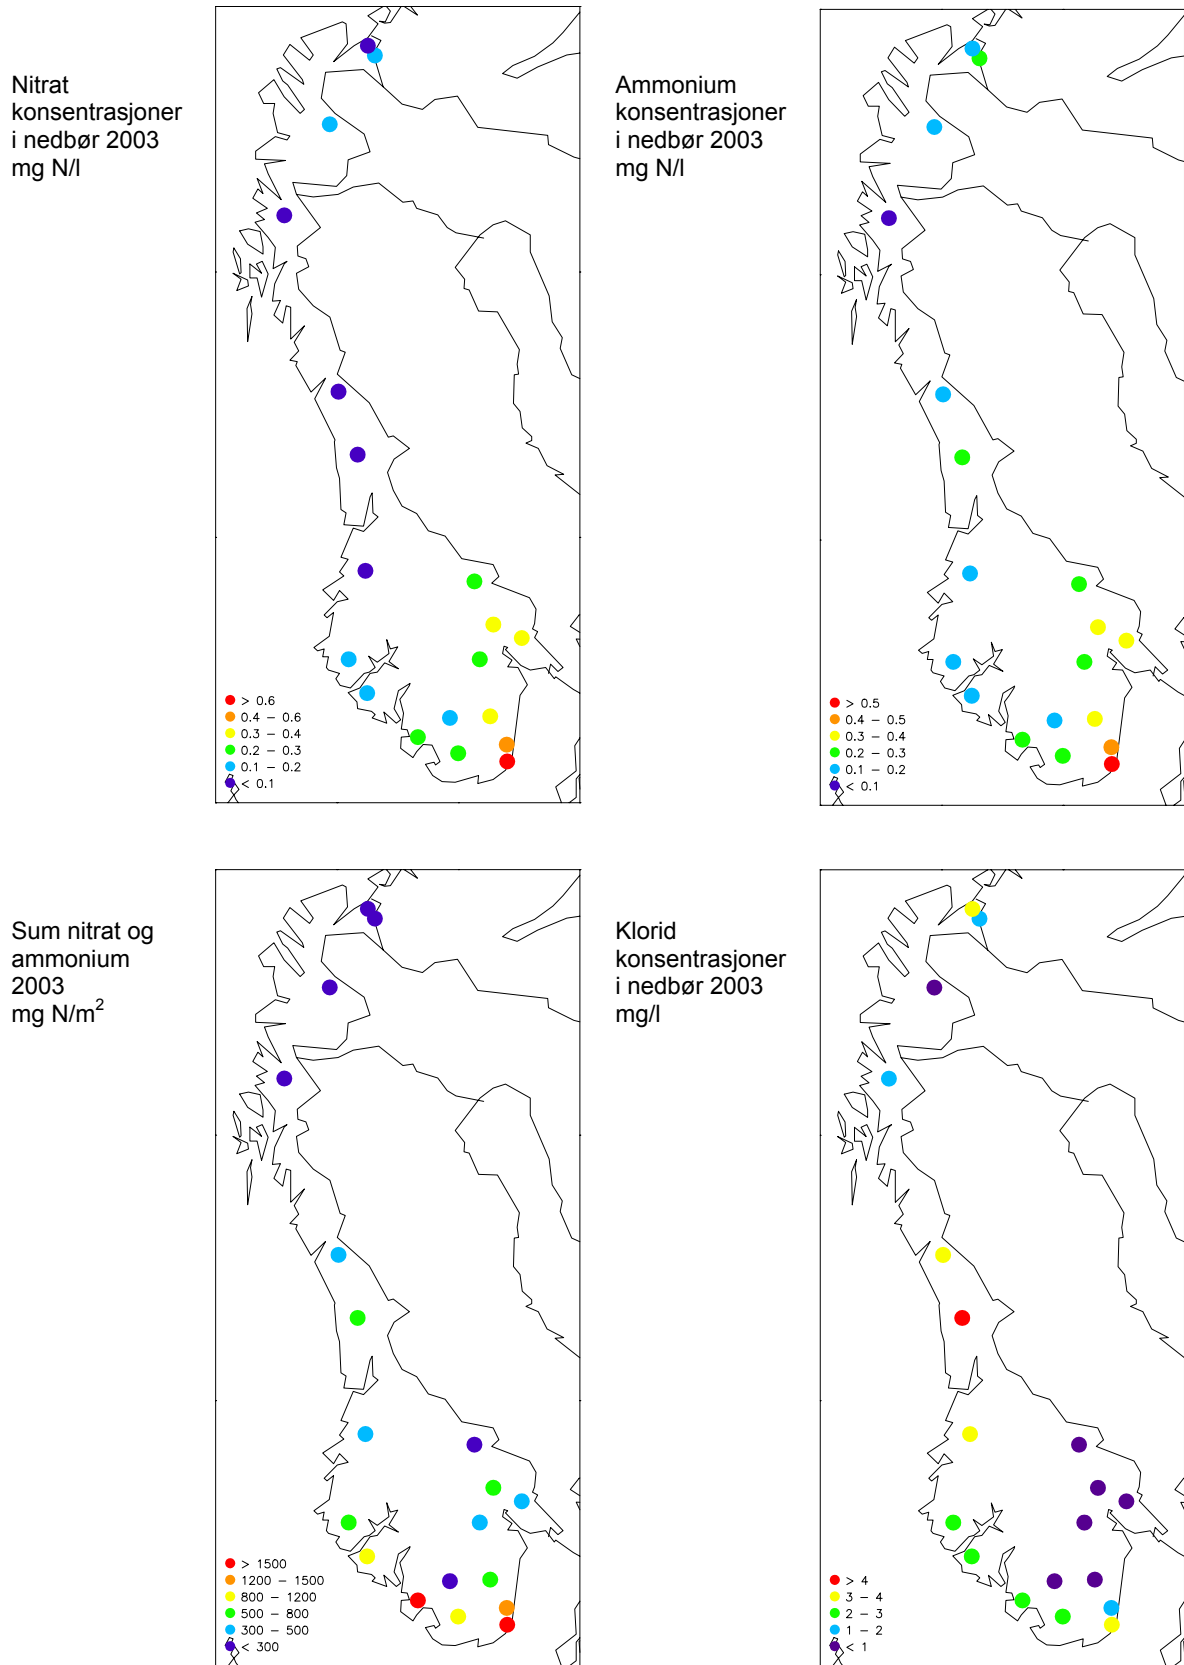 Nitrat
konsentrasjoner
i nedbør 2003
mg N/l
> 0.6
0.4 – 0.6
0.3 – 0.4
0.2 – 0.3
0.1 – 0.2
< 0.1
Ammonium
konsentrasjoner
i nedbør 2003
mg N/l
> 0.5
0.4 – 0.5
0.3 – 0.4
0.2 – 0.3
0.1 – 0.2
< 0.1
Sum nitrat og
ammonium
2003
mg N/m²
> 1500
1200 – 1500
800 – 1200
500 – 800
300 – 500
< 300
Klorid
konsentrasjoner
i nedbør 2003
mg/l
> 4
3 – 4
2 – 3
1 – 2
< 1